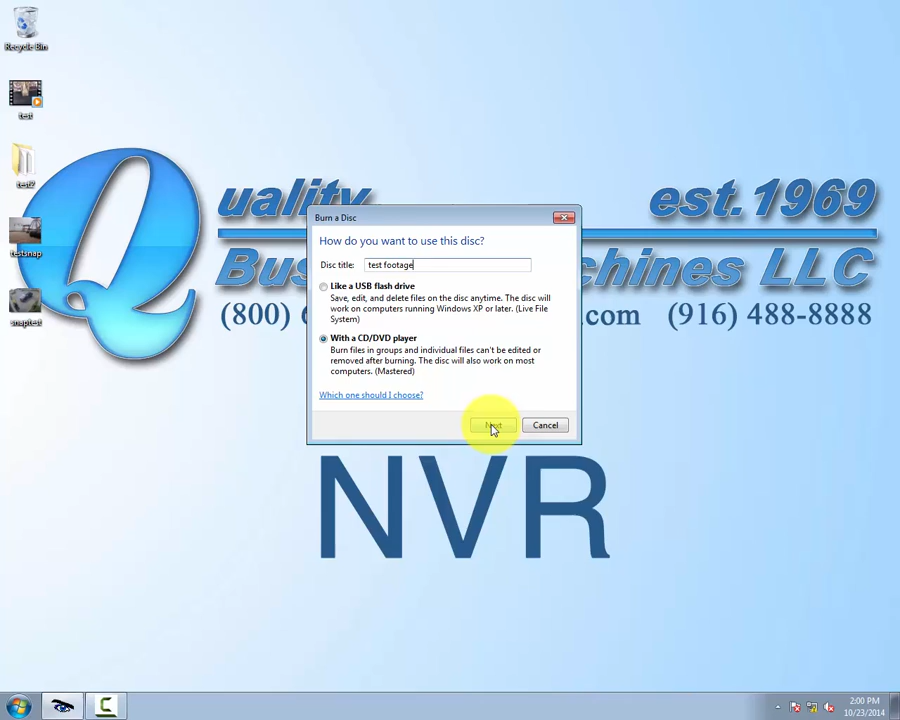 Recycle Bin
test
test2
testsnap
snaptest
uality
est.1969
Bus
chines LLC
(800) 6
.com (916) 488-8888
NVR
Burn a Disc
How do you want to use this disc?
Disc title: test footage
Like a USB flash drive
Save, edit, and delete files on the disc anytime. The disc will
work on computers running Windows XP or later. (Live File
System)
With a CD/DVD player
Burn files in groups and individual files can't be edited or
removed after burning. The disc will also work on most
computers. (Mastered)
Which one should I choose?
Next
Cancel
2:00 PM
10/23/2014